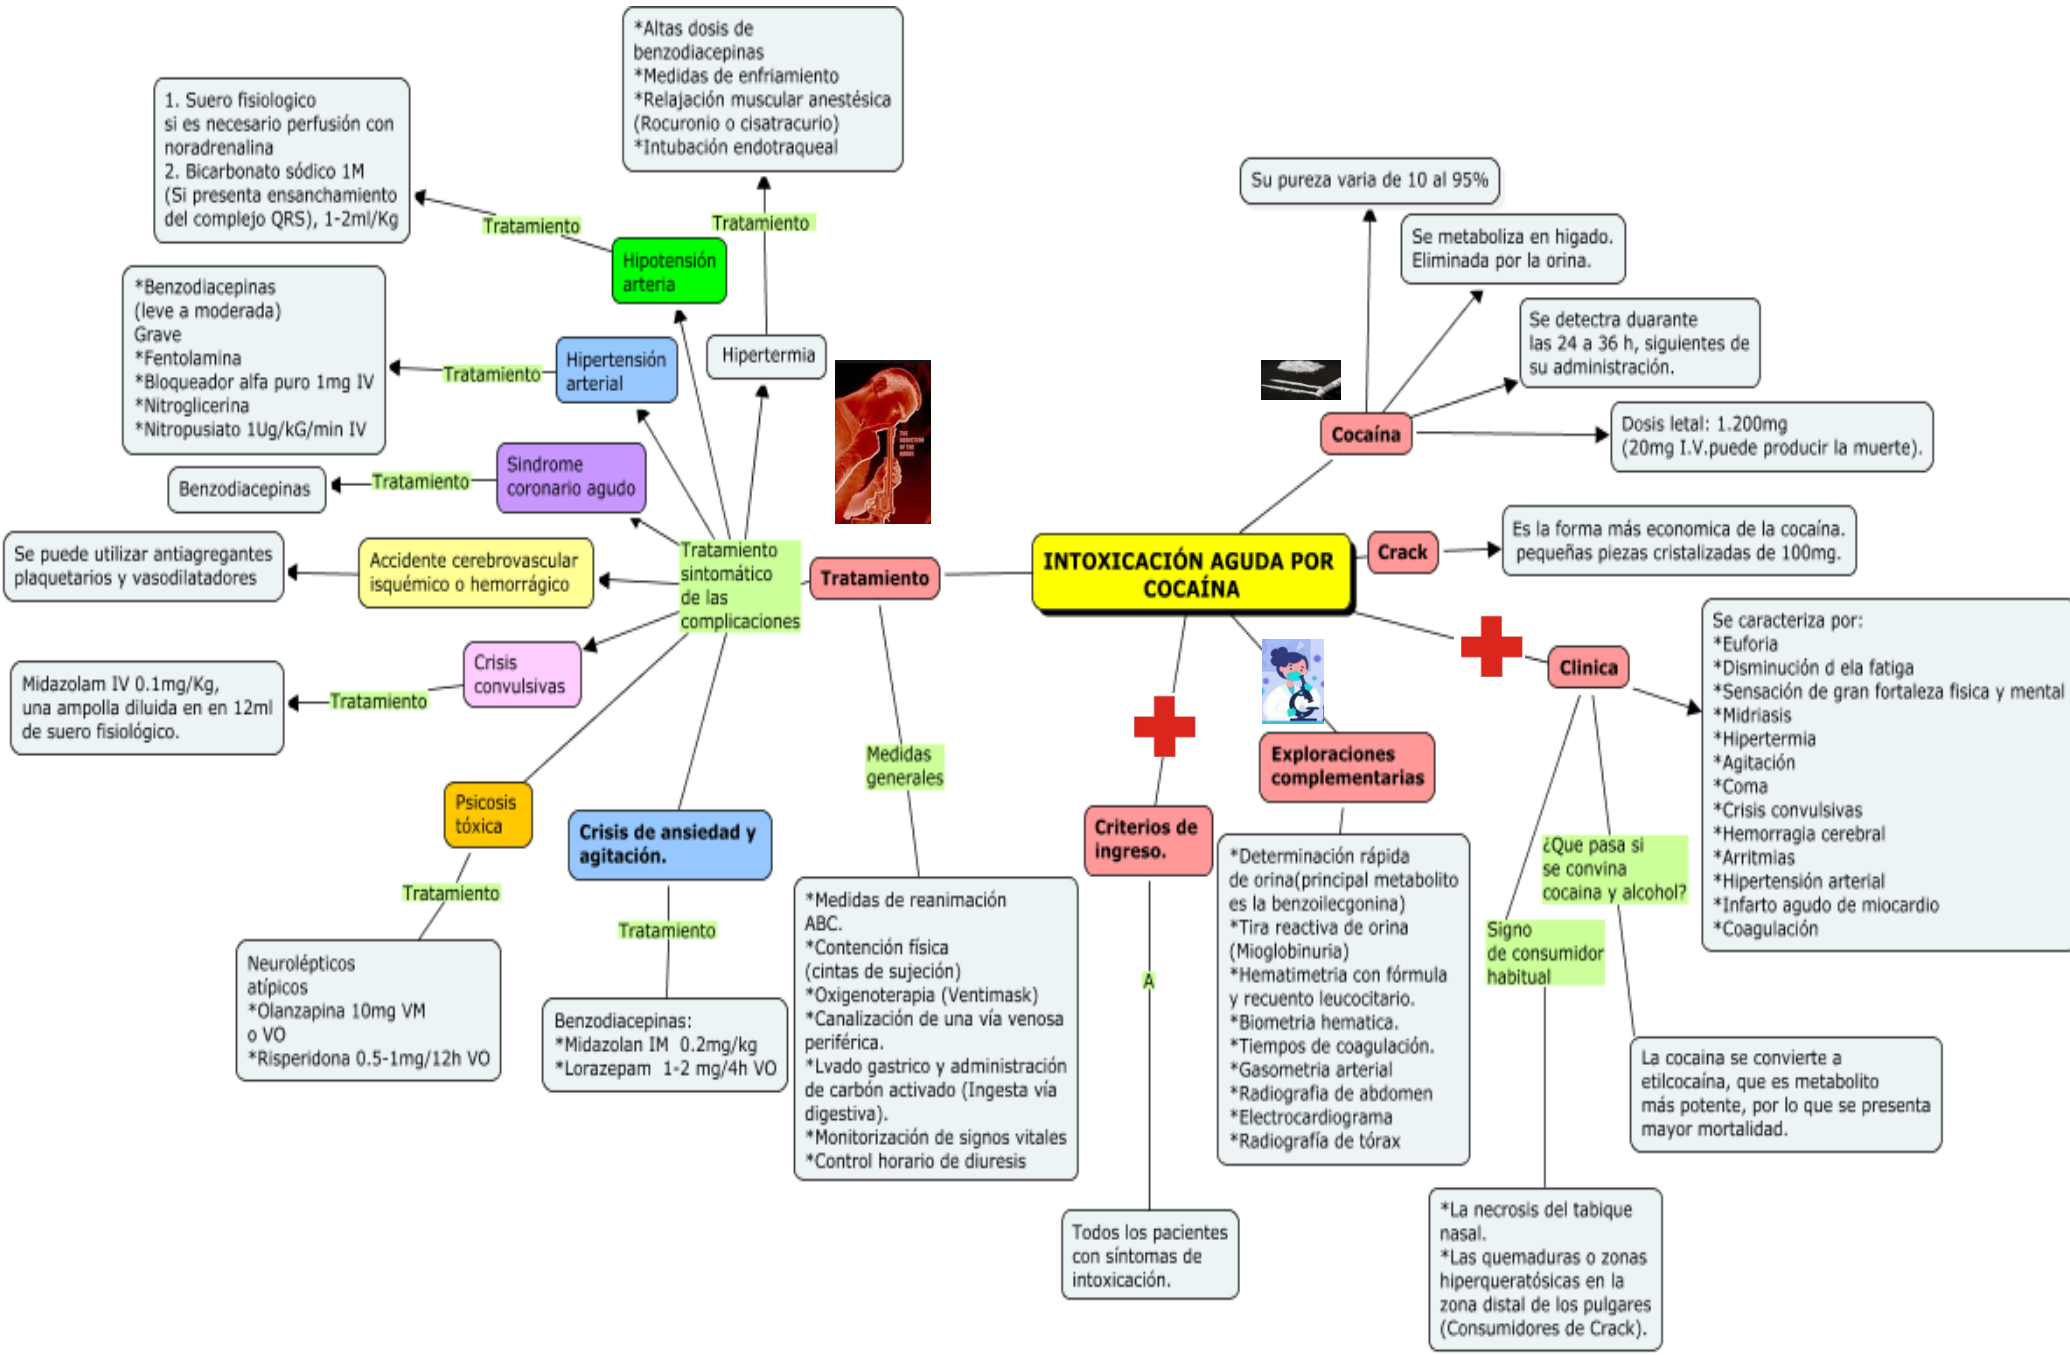 *Altas dosis de
benzodiacepinas
*Medidas de enfriamiento
*Relajación muscular anestésica
(Rocuronio o cisatracurio)
*Intubación endotraqueal
1. Suero fisiologico
si es necesario perfusión con
noradrenalina
2. Bicarbonato sódico 1M
(Si presenta ensanchamiento
del complejo QRS), 1-2ml/Kg
Tratamiento
Tratamiento
Hipotensión
arteria
*Benzodiacepinas
(leve a moderada)
Grave
*Fentolamina
*Bloqueador alfa puro 1mg IV
*Nitroglicerina
*Nitropusiato 1Ug/kG/min IV
Tratamiento
Hipertensión
arterial
Hipertermia
Benzodiacepinas
Tratamiento
Sindrome
coronario agudo
Se puede utilizar antiagregantes
plaquetarios y vasodilatadores
Accidente cerebrovascular
isquémico o hemorrágico
Tratamiento
sintomático
de las
complicaciones
Tratamiento
Midazolam IV 0.1mg/Kg,
una ampolla diluida en en 12ml
de suero fisiológico.
Tratamiento
Crisis
convulsivas
Psicosis
tóxica
Tratamiento
Neurolépticos
atípicos
*Olanzapina 10mg VM
o VO
*Risperidona 0.5-1mg/12h VO
Crisis de ansiedad y
agitación.
Tratamiento
Benzodiacepinas:
*Midazolan IM 0.2mg/kg
*Lorazepam 1-2 mg/4h VO
Medidas
generales
*Medidas de reanimación
ABC.
*Contención física
(cintas de sujeción)
*Oxigenoterapia (Ventimask)
*Canalización de una vía venosa
periférica.
*Lvado gastrico y administración
de carbón activado (Ingesta vía
digestiva).
*Monitorización de signos vitales
*Control horario de diuresis
INTOXICACIÓN AGUDA POR
COCAÍNA
Su pureza varia de 10 al 95%
Se metaboliza en higado.
Eliminada por la orina.
Se detectra duarante
las 24 a 36 h, siguientes de
su administración.
Cocaína
Dosis letal: 1.200mg
(20mg I.V.puede producir la muerte).
Crack
Es la forma más economica de la cocaína.
pequeñas piezas cristalizadas de 100mg.
Clinica
Se caracteriza por:
*Euforia
*Disminución d ela fatiga
*Sensación de gran fortaleza fisica y mental
*Midriasis
*Hipertermia
*Agitación
*Coma
*Crisis convulsivas
*Hemorragia cerebral
*Arritmias
*Hipertensión arterial
*Infarto agudo de miocardio
*Coagulación
¿Que pasa si
se convina
cocaina y alcohol?
La cocaina se convierte a
etilcocaína, que es metabolito
más potente, por lo que se presenta
mayor mortalidad.
Signo
de consumidor
habitual
*La necrosis del tabique
nasal.
*Las quemaduras o zonas
hiperqueratósicas en la
zona distal de los pulgares
(Consumidores de Crack).
Exploraciones
complementarias
*Determinación rápida
de orina(principal metabolito
es la benzoilecgonina)
*Tira reactiva de orina
(Mioglobinuria)
*Hematimetria con fórmula
y recuento leucocitario.
*Biometria hematica.
*Tiempos de coagulación.
*Gasometria arterial
*Radiografia de abdomen
*Electrocardiograma
*Radiografía de tórax
Criterios de
ingreso.
A
Todos los pacientes
con síntomas de
intoxicación.